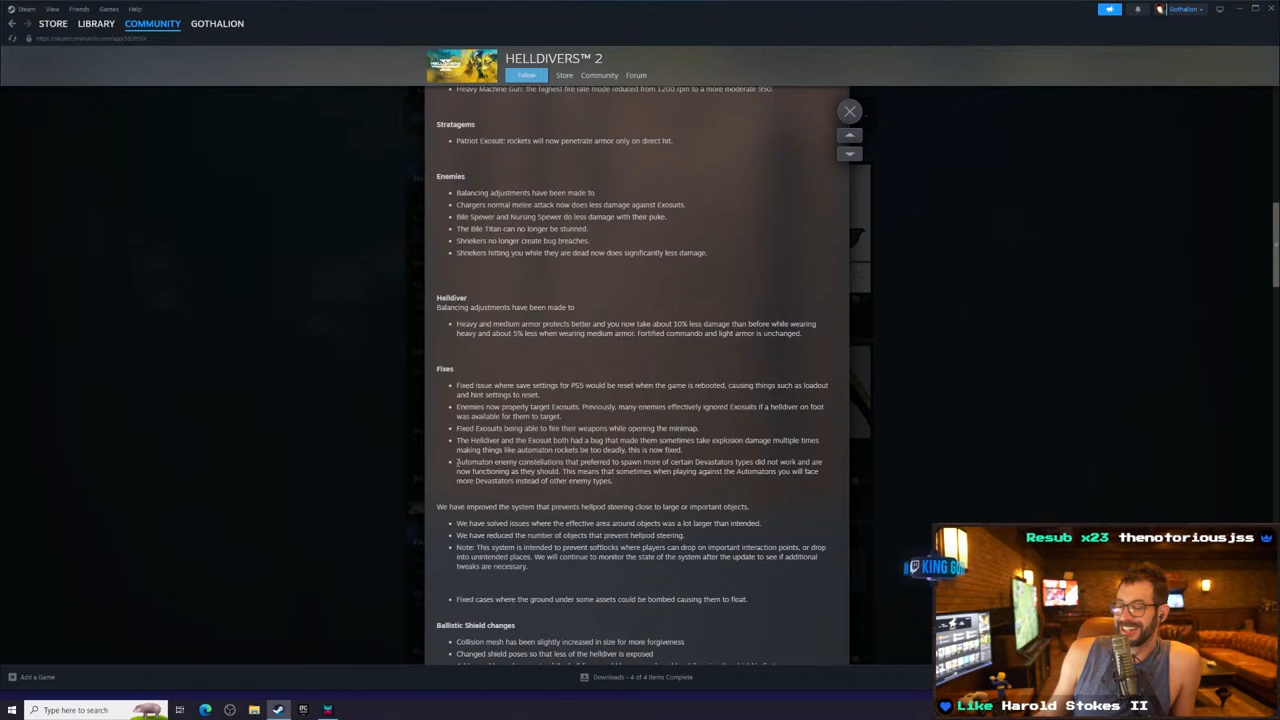 Steam View Friends Games Help
Gothalion
STORE LIBRARY COMMUNITY GOTHALION
HELLDIVERS™ 2
Follow Store Community Forum
Heavy Machine Gun: the highest fire rate mode reduced from 1200 rpm to a more moderate 950.
Stratagems
Patriot Exosuit: rockets will now penetrate armor only on direct hit.
Enemies
Balancing adjustments have been made to
Chargers normal melee attack now does less damage against Exosuits.
Bile Spewer and Nursing Spewer do less damage with their puke.
The Bile Titan can no longer be stunned.
Shriekers no longer create bug breaches.
Shriekers hitting you while they are dead now does significantly less damage.
Helldiver
Balancing adjustments have been made to
Heavy and medium armor protects better and you now take about 10% less damage than before while wearing
heavy and about 5% less when wearing medium armor. Fortified commando and light armor is unchanged.
Fixes
Fixed issue where save settings for PS5 would be reset when the game is rebooted, causing things such as loadout
and hint settings to reset.
Enemies now properly target Exosuits. Previously, many enemies effectively ignored Exosuits if a helldiver on foot
was available for them to target.
Fixed Exosuits being able to fire their weapons while opening the minimap.
The Helldiver and the Exosuit both had a bug that made them sometimes take explosion damage multiple times
making things like automaton rockets be too deadly, this is now fixed.
Automaton enemy constellations that preferred to spawn more of certain Devastators types did not work and are
now functioning as they should. This means that sometimes when playing against the Automatons you will face
more Devastators instead of other enemy types.
We have improved the system that prevents hellpod steering close to large or important objects.
We have solved issues where the effective area around objects was a lot larger than intended.
We have reduced the number of objects that prevent hellpod steering.
Note: This system is intended to prevent softlocks where players can drop on important interaction points, or drop
into unintended places. We will continue to monitor the state of the system after the update to see if additional
tweaks are necessary.
Fixed cases where the ground under some assets could be bombed causing them to float.
Ballistic Shield changes
Collision mesh has been slightly increased in size for more forgiveness
Changed shield poses so that less of the helldiver is exposed
Resub x23 thenotoriousjss
KING
Like Harold Stokes II
Add a Game
Downloads - 4 of 4 Items Complete
Type here to search